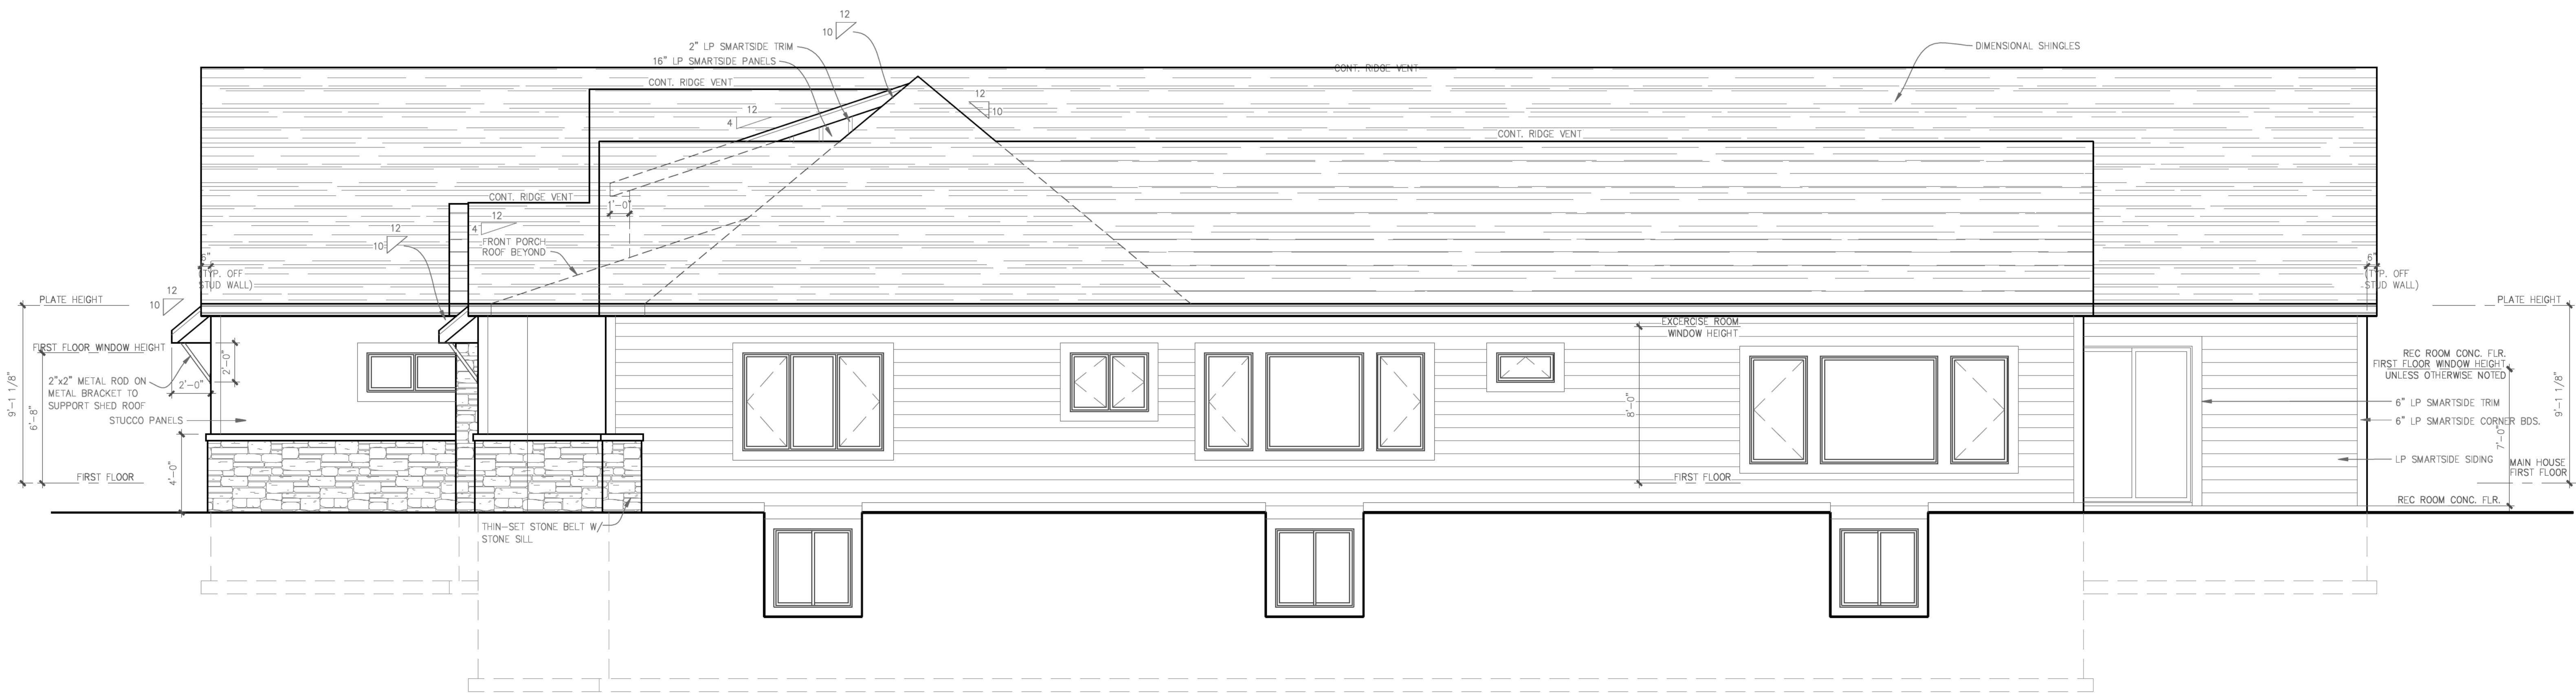 12
10
2" LP SMARTSIDE TRIM
16" LP SMARTSIDE PANELS
DIMENSIONAL SHINGLES
CONT. RIDGE VENT
CONT. RIDGE VENT
12
4
12
10
CONT. RIDGE VENT
CONT. RIDGE VENT
1'-0"
12
4
12
10
FRONT PORCH
ROOF BEYOND
6"
(TYP. OFF
STUD WALL)
6"
(TYP. OFF
STUD WALL)
12
10
PLATE HEIGHT
PLATE HEIGHT
EXCERCISE ROOM
WINDOW HEIGHT
FIRST FLOOR WINDOW HEIGHT
2'-0"
2'-0"
2"x2" METAL ROD ON
METAL BRACKET TO
SUPPORT SHED ROOF
STUCCO PANELS
9'-1 1/8"
6'-8"
4'-0"
FIRST FLOOR
8'-0"
FIRST FLOOR
REC ROOM CONC. FLR.
FIRST FLOOR WINDOW HEIGHT
UNLESS OTHERWISE NOTED
6" LP SMARTSIDE TRIM
6" LP SMARTSIDE CORNER BDS.
9'-1 1/8"
7'-0"
LP SMARTSIDE SIDING
MAIN HOUSE
FIRST FLOOR
REC ROOM CONC. FLR.
THIN-SET STONE BELT W/
STONE SILL